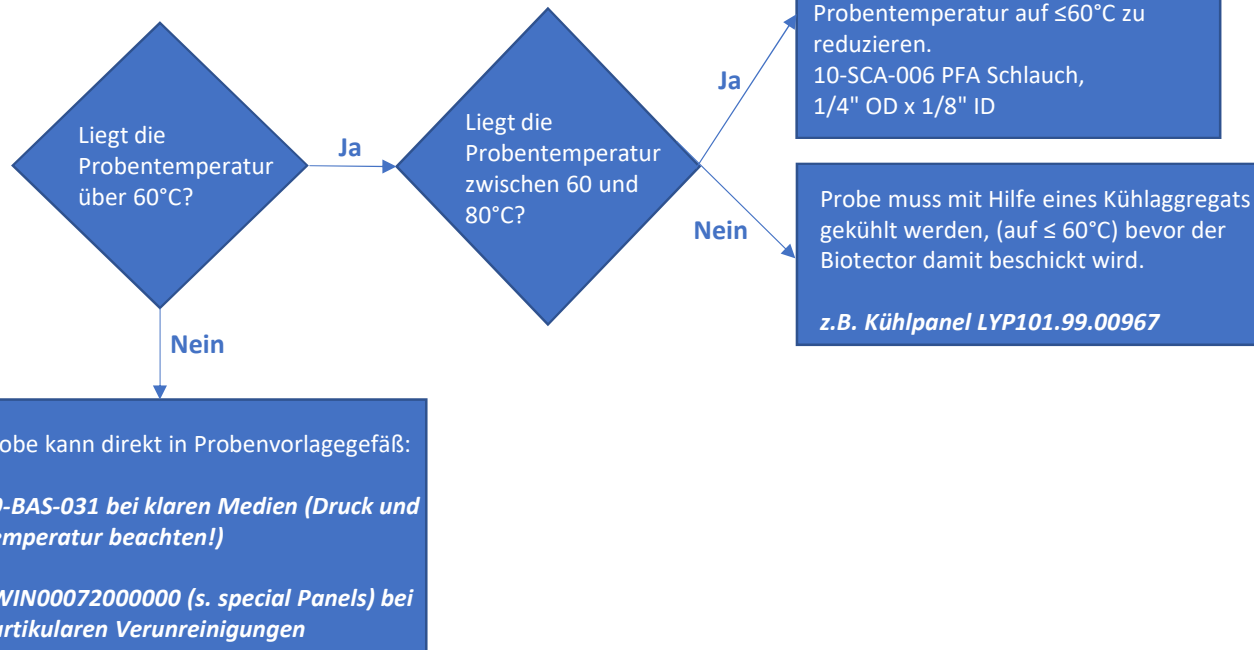 Liegt die
Probentemperatur
über 60°C?
Ja
Liegt die
Probentemperatur
zwischen 60 und
80°C?
Ja
Probentemperatur auf ≤60°C zu
reduzieren.
10-SCA-006 PFA Schlauch,
1/4" OD x 1/8" ID
Nein
Probe muss mit Hilfe eines Kühlaggregats
gekühlt werden, (auf ≤ 60°C) bevor der
Biotector damit beschickt wird.
z.B. Kühlpanel LYP101.99.00967
Nein
obe kann direkt in Probenvorlagegefäß:
-BAS-031 bei klaren Medien (Druck und
emperatur beachten!)
WIN00072000000 (s. special Panels) bei
artikularen Verunreinigungen